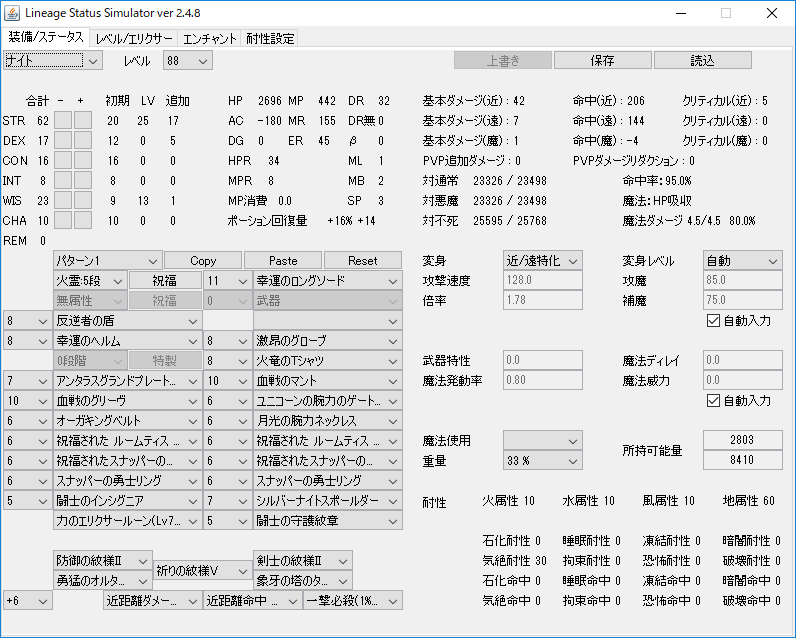 Lineage Status Simulator ver 2.4.8
装備/ステータス レベル/エリクサー エンチャント 耐性設定
ナイト レベル 88 上書き 保存 読込
合計 - + 初期 LV 追加 HP 2696 MP 442 DR 32 基本ダメージ(近) : 42 命中(近) : 206 クリティカル(近) : 5
STR 62 20 25 17 AC -180 MR 155 DR無 0 基本ダメージ(遠) : 7 命中(遠) : 144 クリティカル(遠) : 0
DEX 17 12 0 5 DG 0 ER 45 β 0 基本ダメージ(魔) : 1 命中(魔) : -4 クリティカル(魔) : 0
CON 16 16 0 0 HPR 34 ML 1 PVP追加ダメージ : 0 PVPダメージリダクション : 0
INT 8 8 0 0 MPR 8 MB 2 対通常 23326 / 23498 命中率: 95.0%
WIS 23 9 13 1 MP消費 0.0 SP 3 対悪魔 23326 / 23498 魔法:HP吸収
CHA 10 10 0 0 ポーション回復量 +16% +14 対不死 25595 / 25768 魔法ダメージ 4.5/4.5 80.0%
REM 0
パターン1 Copy Paste Reset 変身 近/遠特化 変身レベル 自動
火霊:5段 祝福 11 幸運のロングソード 攻撃速度 128.0 攻魔 85.0
無属性 祝福 0 武器 倍率 1.78 補魔 75.0
8 反逆者の盾 自動入力
8 幸運のヘルム 8 激昂のグローブ
0段階 特製 8 火竜のTシャツ 武器特性 0.0 魔法ディレイ 0.0
7 アンタラスグランドプレート... 10 血戦のマント 魔法発動率 0.80 魔法威力 0.0
10 血戦のグリーヴ 6 ユニコーンの腕力のゲート... 自動入力
6 オーガキングベルト 6 月光の腕力ネックレス
6 祝福された ルームティス ... 6 祝福された ルームティス ... 魔法使用 所持可能量 2803
6 祝福されたスナッパーの... 6 祝福されたスナッパーの... 重量 33 % 8410
6 スナッパーの勇士リング 6 スナッパーの勇士リング
5 闘士のインシグニア 7 シルバーナイトスポールダー 耐性 火属性 10 水属性 10 風属性 10 地属性 60
力のエリクサールーン(Lv7... 5 闘士の守護紋章
石化耐性 0 睡眠耐性 0 凍結耐性 0 暗闇耐性 0
防御の紋様Ⅱ 祈りの紋様Ⅴ 剣士の紋様Ⅱ 気絶耐性 30 拘束耐性 0 恐怖耐性 0 破壊耐性 0
勇猛のオルタ... 象牙の塔のタ... 石化命中 0 睡眠命中 0 凍結命中 0 暗闇命中 0
+6 近距離ダメー... 近距離命中 ... 一撃必殺(1%... 気絶命中 0 拘束命中 0 恐怖命中 0 破壊命中 0